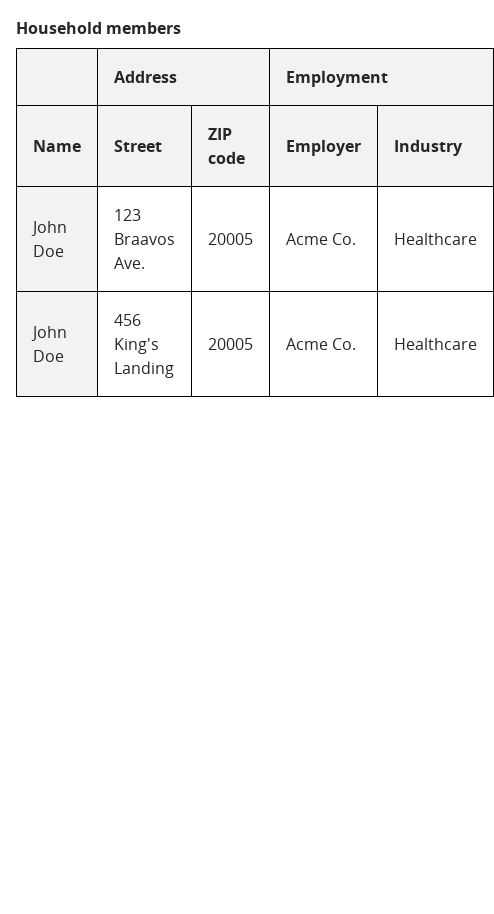 Household members
Address Employment
Name Street ZIP code Employer Industry
John Doe 123 Braavos Ave. 20005 Acme Co. Healthcare
John Doe 456 King's Landing 20005 Acme Co. Healthcare